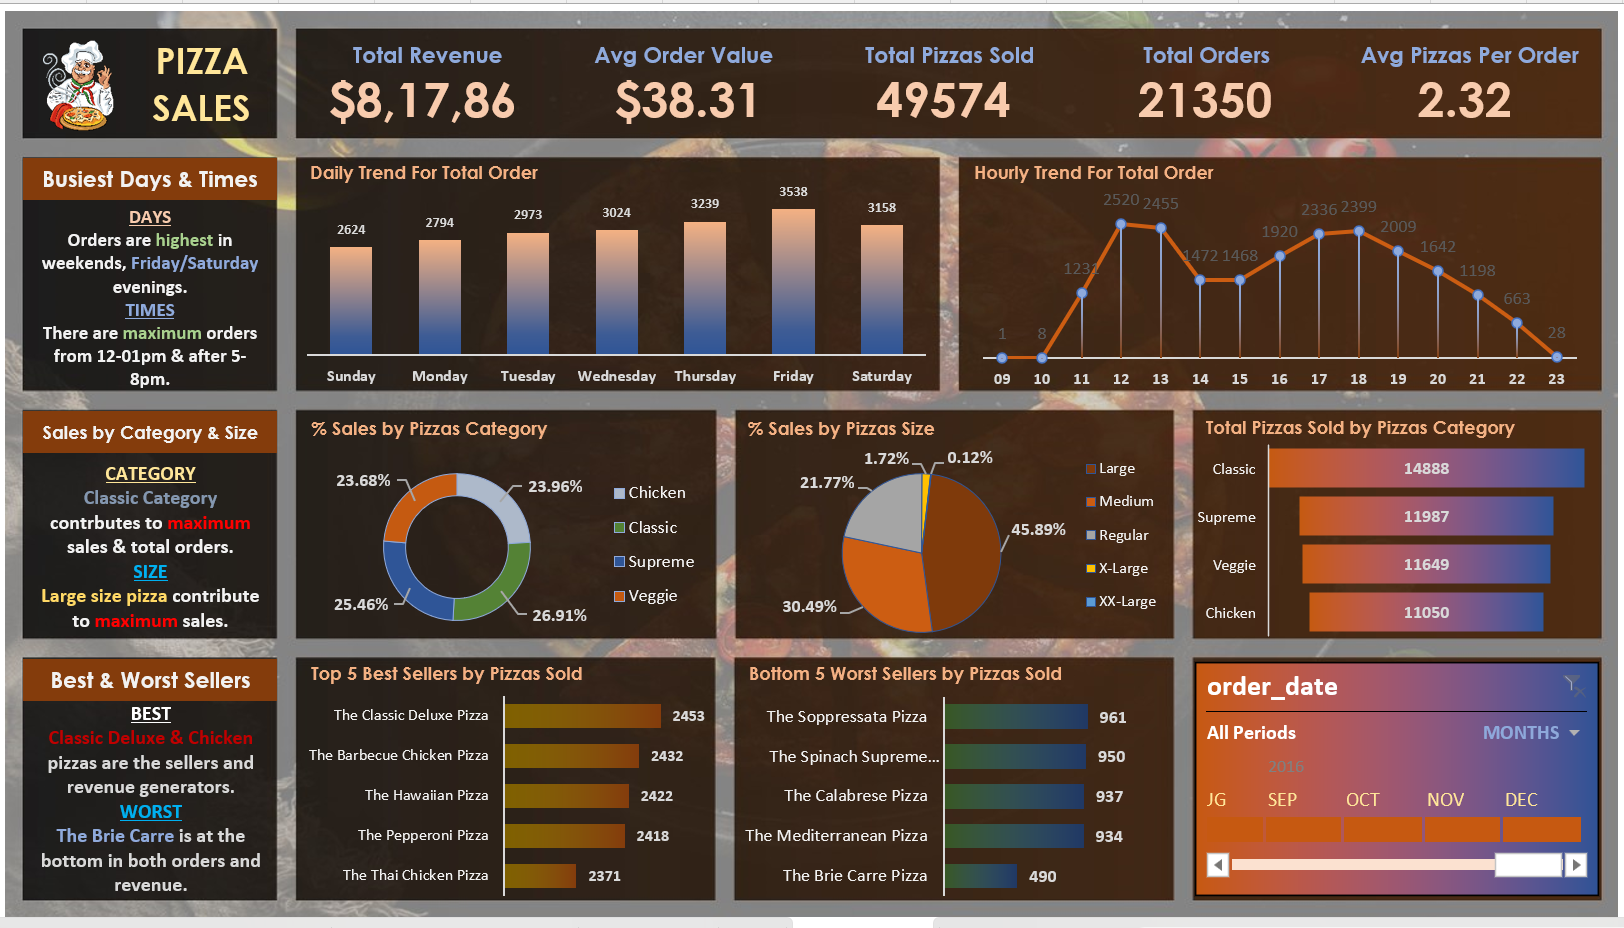 PIZZA
SALES
Total Revenue
$8,17,86
Avg Order Value
$38.31
Total Pizzas Sold
49574
Total Orders
21350
Avg Pizzas Per Order
2.32
Busiest Days & Times
DAYS
Orders are highest in
weekends, Friday/Saturday
evenings.
TIMES
There are maximum orders
from 12-01pm & after 5-
8pm.
Daily Trend For Total Order
2624
2794
2973
3024
3239
3538
3158
Sunday
Monday
Tuesday
Wednesday
Thursday
Friday
Saturday
Hourly Trend For Total Order
1
8
1231
2520
2455
1472
1468
1920
2336
2399
2009
1642
1198
663
28
09
10
11
12
13
14
15
16
17
18
19
20
21
22
23
Sales by Category & Size
CATEGORY
Classic Category
contrbutes to maximum
sales & total orders.
SIZE
Large size pizza contribute
to maximum sales.
% Sales by Pizzas Category
23.68%
23.96%
25.46%
26.91%
Chicken
Classic
Supreme
Veggie
% Sales by Pizzas Size
1.72%
0.12%
21.77%
45.89%
30.49%
Large
Medium
Regular
X-Large
XX-Large
Total Pizzas Sold by Pizzas Category
Classic 14888
Supreme 11987
Veggie 11649
Chicken 11050
Best & Worst Sellers
BEST
Classic Deluxe & Chicken
pizzas are the sellers and
revenue generators.
WORST
The Brie Carre is at the
bottom in both orders and
revenue.
Top 5 Best Sellers by Pizzas Sold
The Classic Deluxe Pizza 2453
The Barbecue Chicken Pizza 2432
The Hawaiian Pizza 2422
The Pepperoni Pizza 2418
The Thai Chicken Pizza 2371
Bottom 5 Worst Sellers by Pizzas Sold
The Soppressata Pizza 961
The Spinach Supreme... 950
The Calabrese Pizza 937
The Mediterranean Pizza 934
The Brie Carre Pizza 490
order_date
All Periods MONTHS
2016
JG SEP OCT NOV DEC